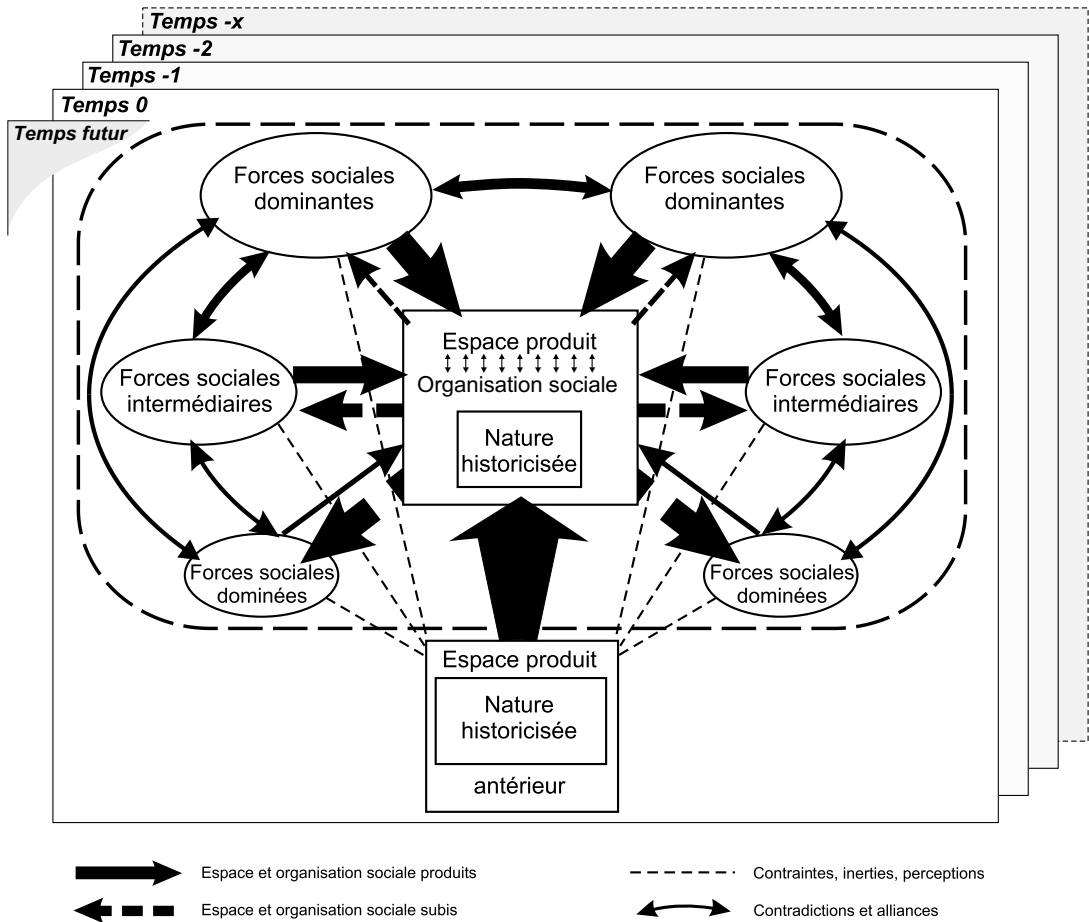 Temps -x
Temps -2
Temps -1
Temps 0
Temps futur
Forces sociales
dominantes
Forces sociales
dominantes
Espace produit
Organisation sociale
Nature
historicisée
Forces sociales
intermédiaires
Forces sociales
intermédiaires
Forces sociales
dominées
Forces sociales
dominées
Espace produit
Nature
historicisée
antérieur
Espace et organisation sociale produits
Contraintes, inerties, perceptions
Espace et organisation sociale subis
Contradictions et alliances